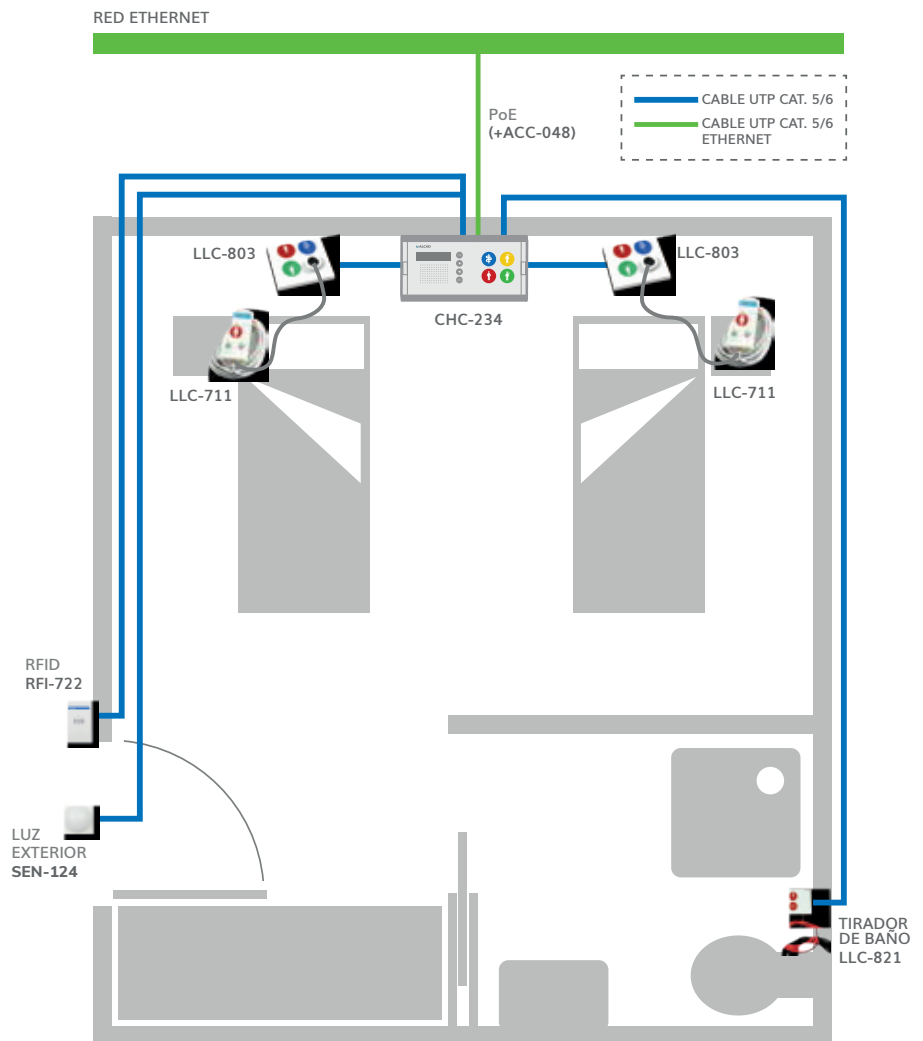 RED ETHERNET
CABLE UTP CAT. 5/6
CABLE UTP CAT. 5/6
ETHERNET
PoE
(+ACC-048)
LLC-803
LLC-803
CHC-234
LLC-711
LLC-711
RFID
RFI-722
LUZ
EXTERIOR
SEN-124
TIRADOR
DE BAÑO
LLC-821